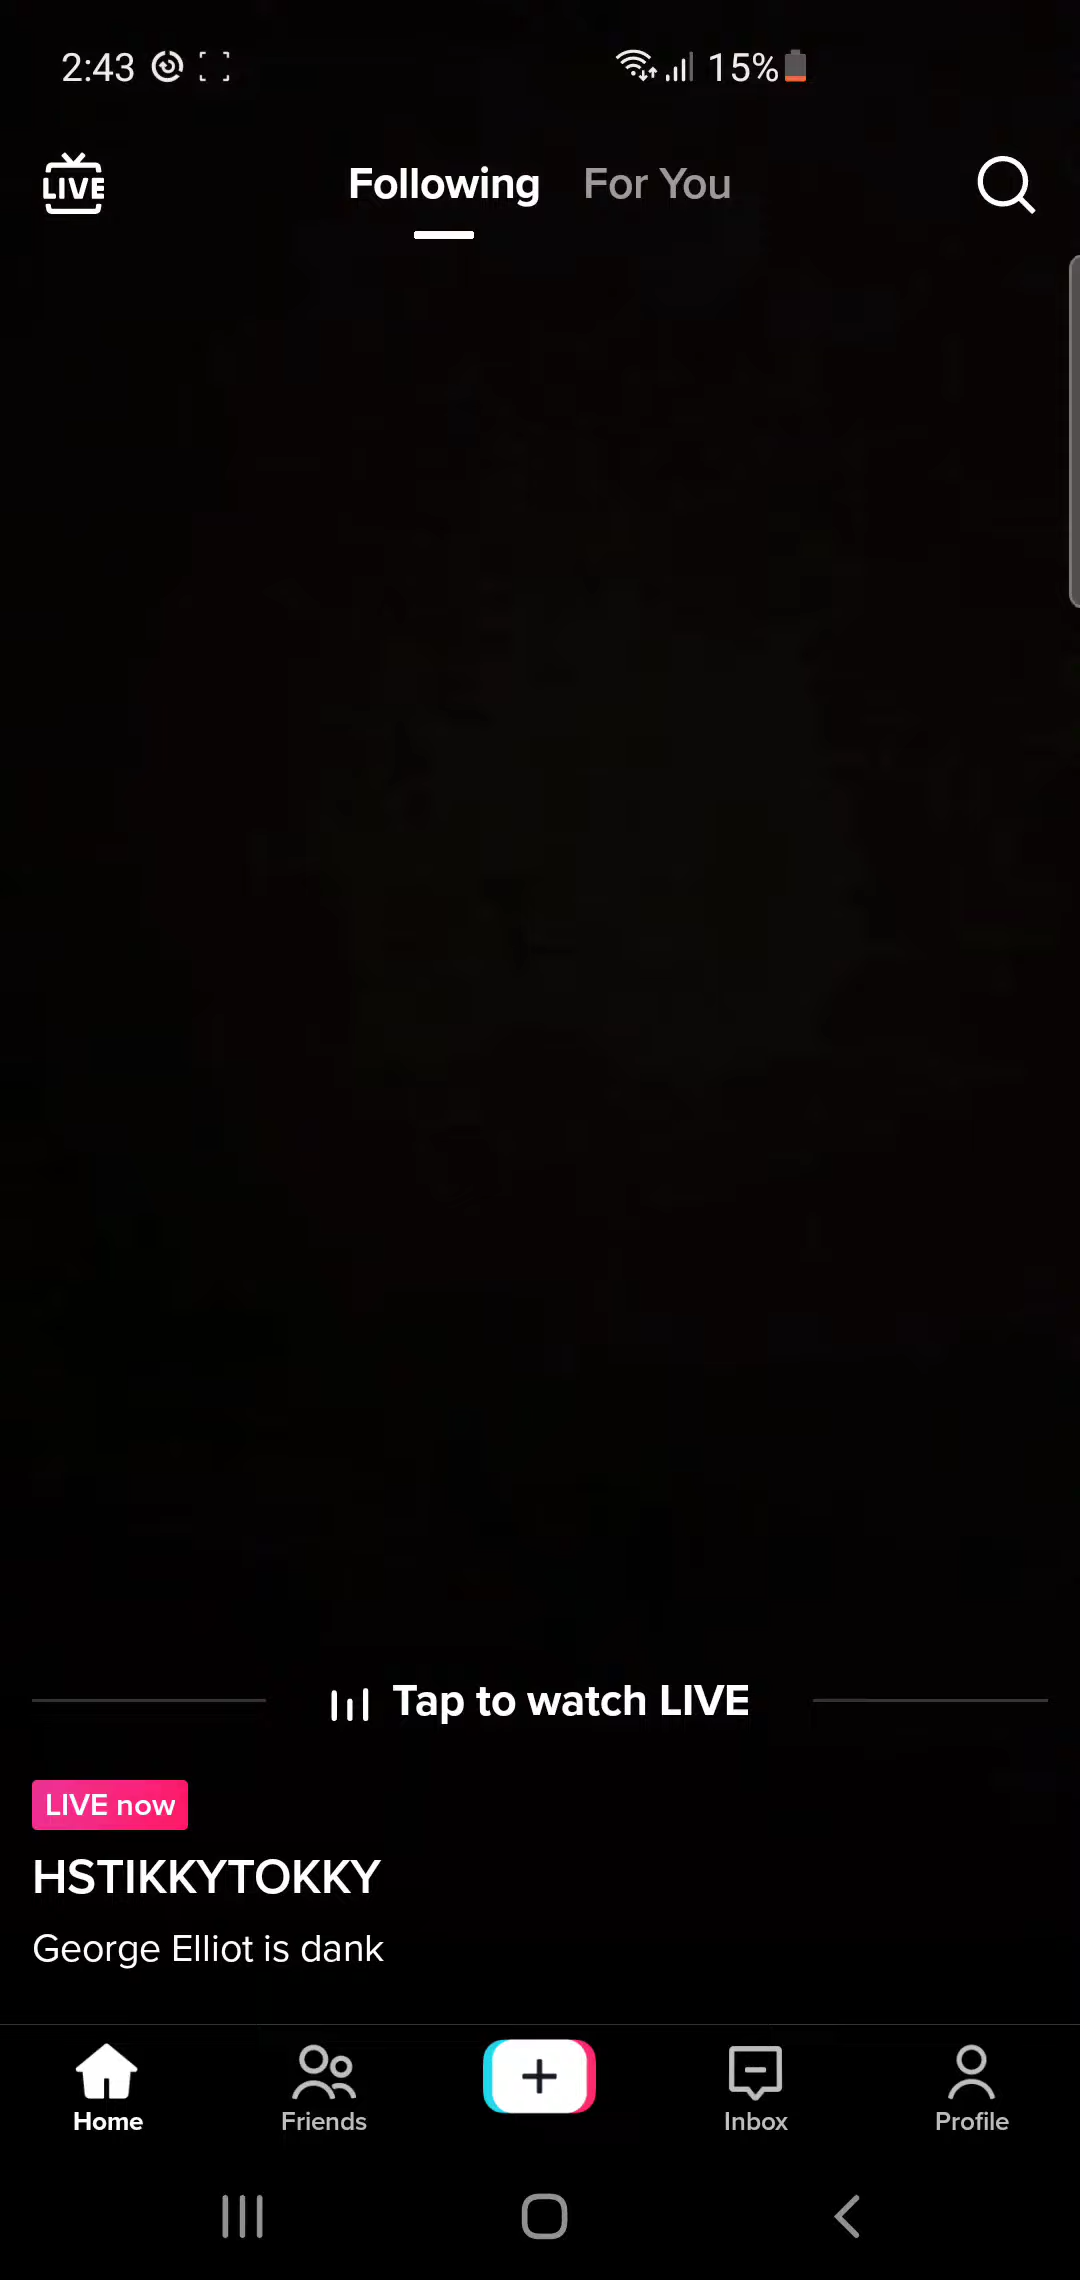 2:43 15%
LIVE Following For You
Tap to watch LIVE
LIVE now
HSTIKKYTOKKY
George Elliot is dank
Home Friends Inbox Profile